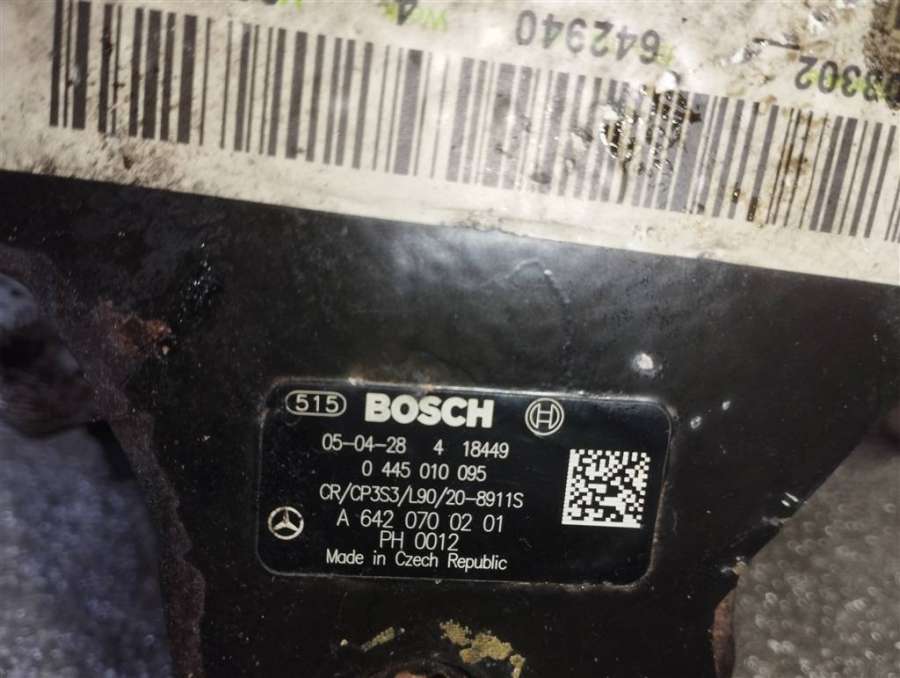 642940
515 BOSCH
05-04-28 4 18449
0 445 010 095
CR/CP3S3/L90/20-8911S
A 642 070 02 01
PH 0012
Made in Czech Republic